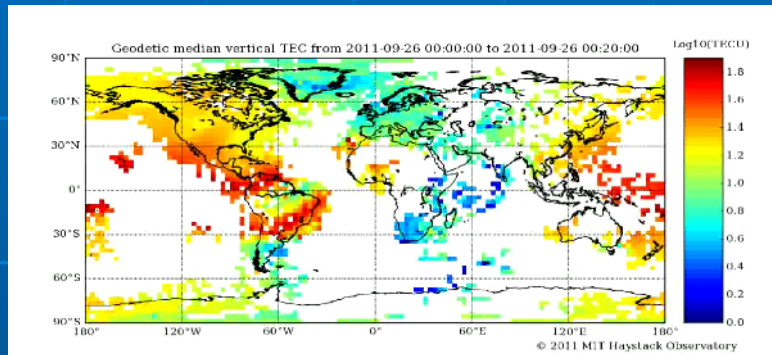 Geodetic median vertical TEC from 2011-09-26 00:00:00 to 2011-09-26 00:20:00
Log10(TECU)
90°N
60°N
30°N
0°
30°S
60°S
90°S
180°
120°W
60°W
0°
60°E
120°E
180°
1.8
1.6
1.4
1.2
1.0
0.8
0.6
0.4
0.2
0.0
© 2011 MIT Haystack Observatory